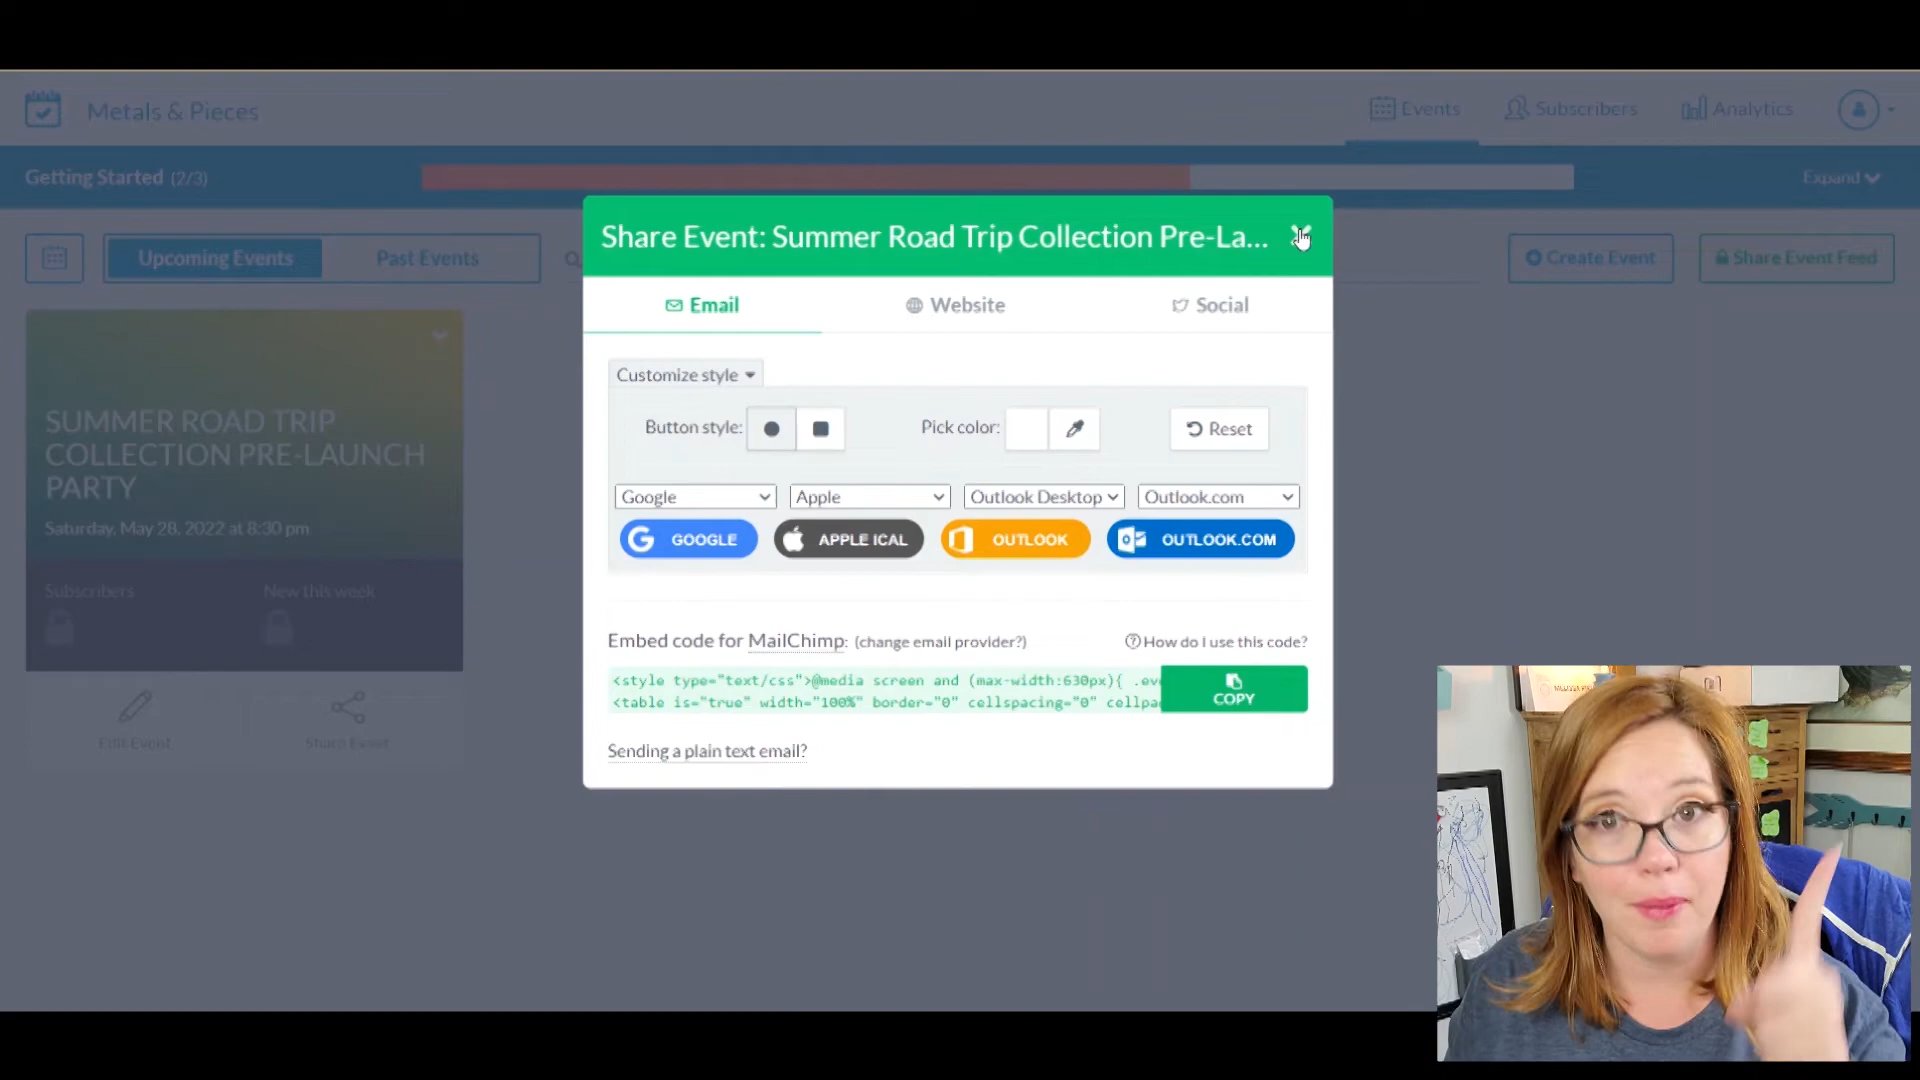 Metals & Pieces
Events
Subscribers
Analytics
Getting Started (2/3)
Expand
Share Event: Summer Road Trip Collection Pre-La...
Upcoming Events
Past Events
Create Event
Share Event Feed
Email
Website
Social
Customize style
Button style:
Pick color:
Reset
Google
Apple
Outlook Desktop
Outlook.com
GOOGLE
APPLE ICAL
OUTLOOK
OUTLOOK.COM
SUMMER ROAD TRIP
COLLECTION PRE-LAUNCH
PARTY
Saturday, May 28, 2022 at 8:30 pm
Subscribers
New this week
Edit Event
Share Event
Embed code for MailChimp: (change email provider?)
How do I use this code?
<style type="text/css">@media screen and (max-width:630px){ .eve
<table is="true" width="100%" border="0" cellspacing="0" cellpa
COPY
Sending a plain text email?